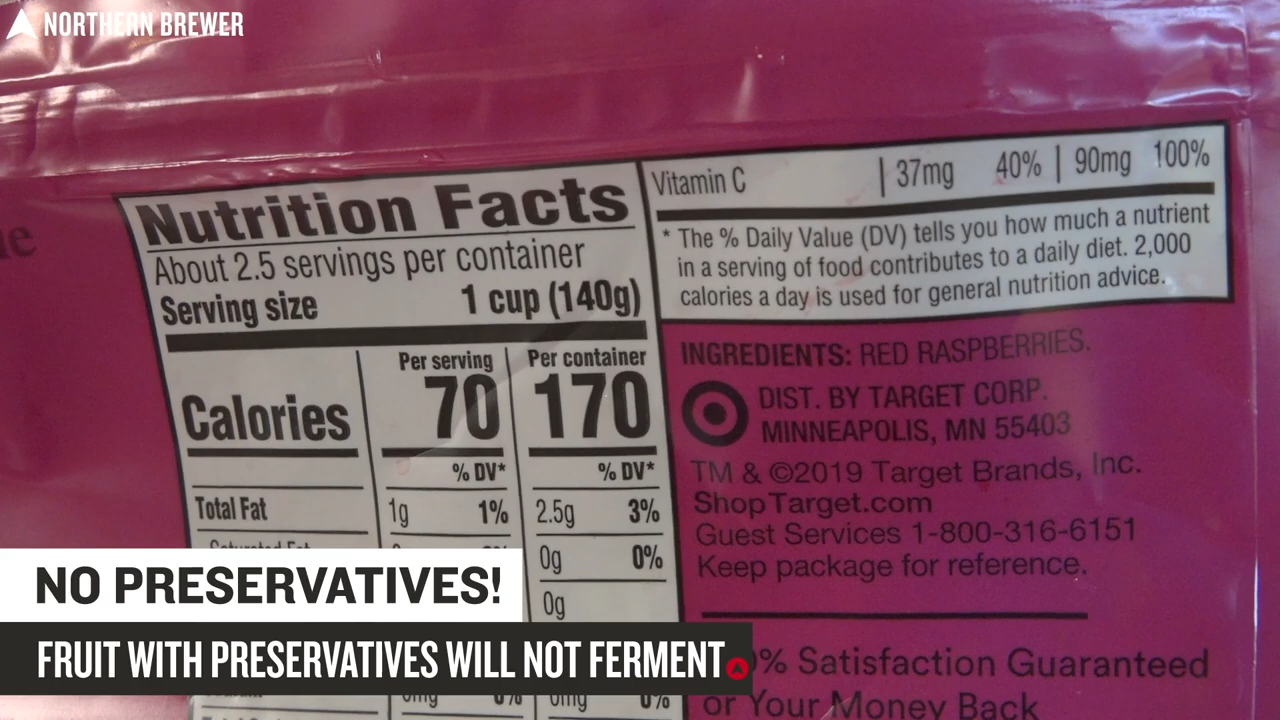 NORTHERN BREWER
Nutrition Facts
About 2.5 servings per container
Serving size 1 cup (140g)
Per serving Per container
Calories 70 170
% DV* % DV*
Total Fat 1g 1% 2.5g 3%
0g 0%
0g
0mg 0% 0mg 0%
Vitamin C | 37mg 40% | 90mg 100%
* The % Daily Value (DV) tells you how much a nutrient
in a serving of food contributes to a daily diet. 2,000
calories a day is used for general nutrition advice.
INGREDIENTS: RED RASPBERRIES.
DIST. BY TARGET CORP.
MINNEAPOLIS, MN 55403
TM & ©2019 Target Brands, Inc.
ShopTarget.com
Guest Services 1-800-316-6151
Keep package for reference.
% Satisfaction Guaranteed
or Your Money Back
NO PRESERVATIVES!
FRUIT WITH PRESERVATIVES WILL NOT FERMENT